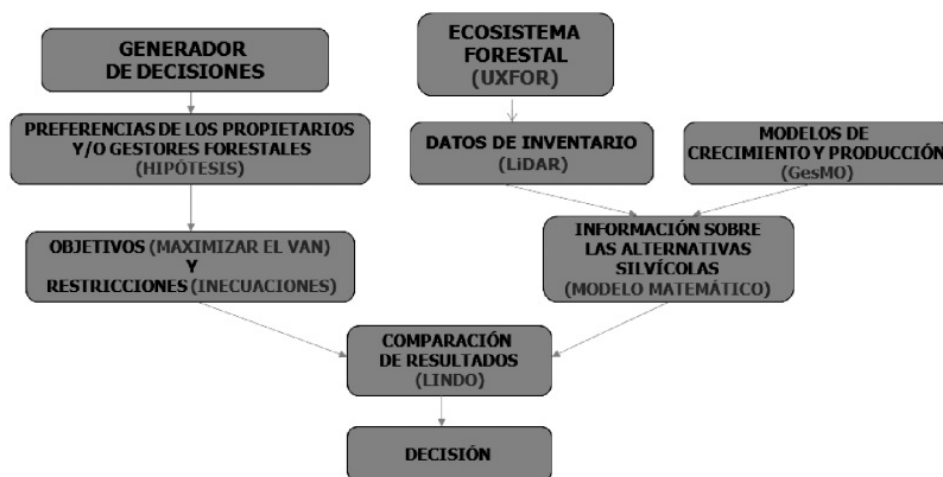 GENERADOR
DE DECISIONES
ECOSISTEMA
FORESTAL
(UXFOR)
PREFERENCIAS DE LOS PROPIETARIOS
Y/O GESTORES FORESTALES
(HIPÓTESIS)
DATOS DE INVENTARIO
(LiDAR)
MODELOS DE
CRECIMIENTO Y PRODUCCIÓN
(GesMO)
OBJETIVOS (MAXIMIZAR EL VAN)
Y
RESTRICCIONES (INECUACIONES)
INFORMACIÓN SOBRE
LAS ALTERNATIVAS
SILVÍCOLAS
(MODELO MATEMÁTICO)
COMPARACIÓN
DE RESULTADOS
(LINDO)
DECISIÓN